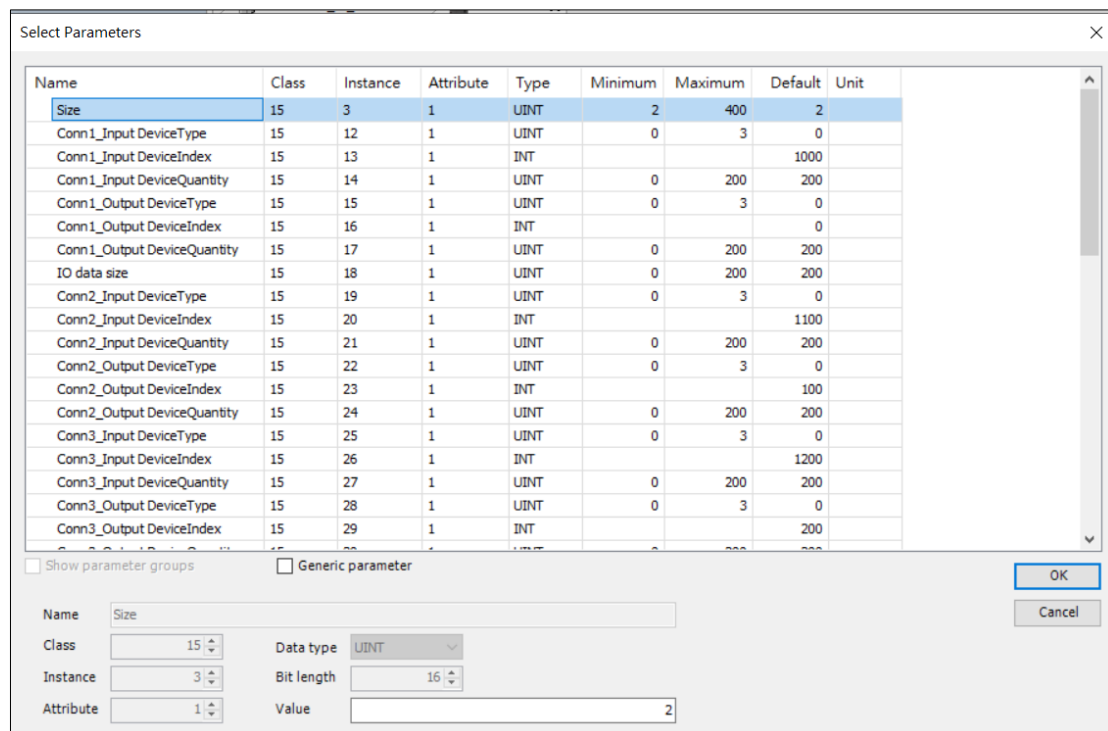 Select Parameters
Name Class Instance Attribute Type Minimum Maximum Default Unit
Size 15 3 1 UINT 2 400 2
Conn1_Input DeviceType 15 12 1 UINT 0 3 0
Conn1_Input DeviceIndex 15 13 1 INT 1000
Conn1_Input DeviceQuantity 15 14 1 UINT 0 200 200
Conn1_Output DeviceType 15 15 1 UINT 0 3 0
Conn1_Output DeviceIndex 15 16 1 INT 0
Conn1_Output DeviceQuantity 15 17 1 UINT 0 200 200
IO data size 15 18 1 UINT 0 200 200
Conn2_Input DeviceType 15 19 1 UINT 0 3 0
Conn2_Input DeviceIndex 15 20 1 INT 1100
Conn2_Input DeviceQuantity 15 21 1 UINT 0 200 200
Conn2_Output DeviceType 15 22 1 UINT 0 3 0
Conn2_Output DeviceIndex 15 23 1 INT 100
Conn2_Output DeviceQuantity 15 24 1 UINT 0 200 200
Conn3_Input DeviceType 15 25 1 UINT 0 3 0
Conn3_Input DeviceIndex 15 26 1 INT 1200
Conn3_Input DeviceQuantity 15 27 1 UINT 0 200 200
Conn3_Output DeviceType 15 28 1 UINT 0 3 0
Conn3_Output DeviceIndex 15 29 1 INT 200
Show parameter groups Generic parameter
OK
Name Size Cancel
Class 15 Data type UINT
Instance 3 Bit length 16
Attribute 1 Value 2